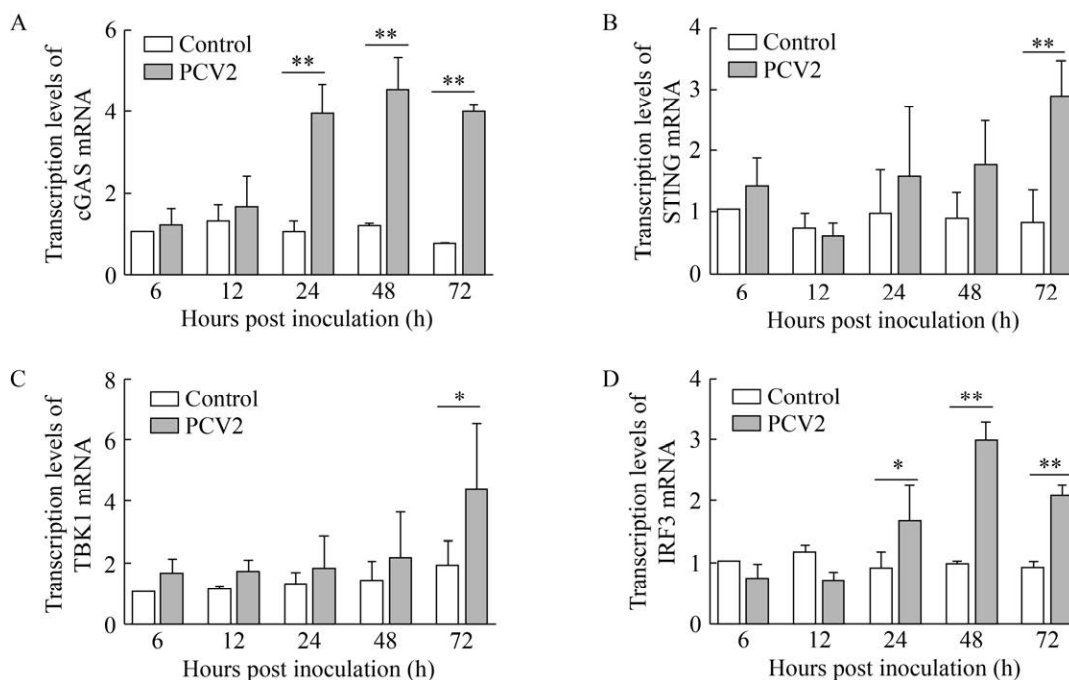 A
Transcription levels of
cGAS mRNA
6
4
2
0
Control
PCV2
**
**
**
6 12 24 48 72
Hours post inoculation (h)
B
Transcription levels of
STING mRNA
4
3
2
1
0
Control
PCV2
**
6 12 24 48 72
Hours post inoculation (h)
C
Transcription levels of
TBK1 mRNA
8
6
4
2
0
Control
PCV2
*
6 12 24 48 72
Hours post inoculation (h)
D
Transcription levels of
IRF3 mRNA
4
3
2
1
0
Control
PCV2
*
**
**
6 12 24 48 72
Hours post inoculation (h)